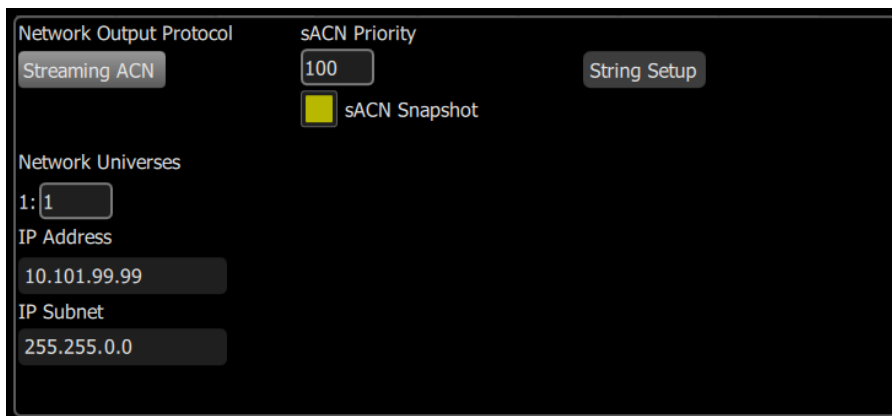 Network Output Protocol
sACN Priority
Streaming ACN
100
String Setup
sACN Snapshot
Network Universes
1: 1
IP Address
10.101.99.99
IP Subnet
255.255.0.0